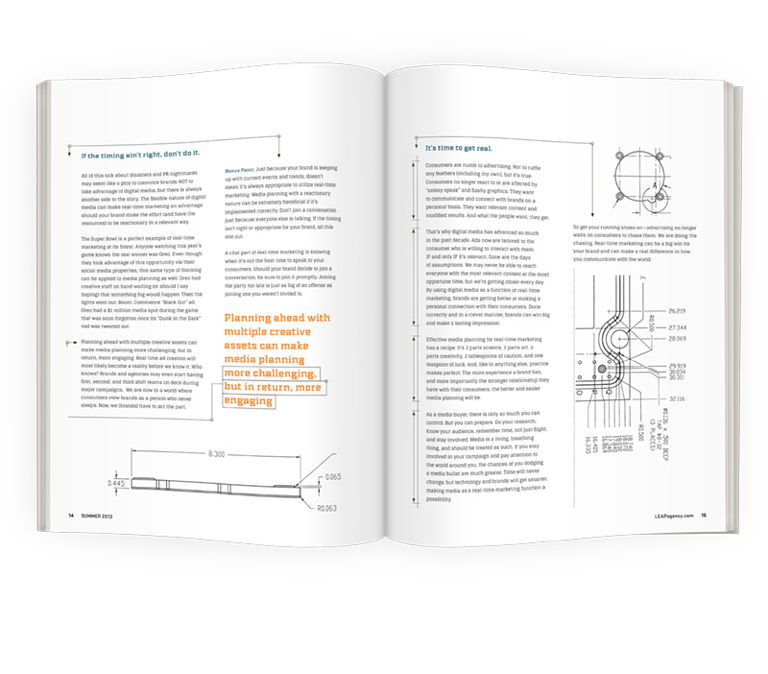 If the timing ain't right, don't do it.
All of this talk about disasters and PR nightmares
may seem like a ploy to convince brands NOT to
take advantage of digital media, but there is always
another side to the story. The flexible nature of digital
media can make real-time marketing an advantage
should your brand make the effort (and have the
resources) to be reactionary in a relevant way.
The Super Bowl is a perfect example of real-time
marketing at its finest. Anyone watching this year's
game knows the real winner was Oreo. Even though
they took advantage of this opportunity via their
social media properties, this same type of thinking
can be applied to media planning as well. Oreo had
creative staff on hand waiting (or should I say
hoping) that something big would happen. Then the
lights went out. Boom. Commence "Black Out" ad.
Oreo had a $1 million media spot during the game
that was soon forgotten once its "Dunk in the Dark"
ad was tweeted out.
Planning ahead with multiple creative assets can
make media planning more challenging, but in
return, more engaging. Real time ad creation will
most likely become a reality before we know it. Who
knows? Brands and agencies may even start having
first, second, and third shift teams on deck during
major campaigns. We are now in a world where
consumers view brands as a person who never
sleeps. Now, we (brands) have to act the part.
Bonus Point: Just because your brand is keeping
up with current events and trends, doesn't
mean it's always appropriate to utilize real-time
marketing. Media planning with a reactionary
nature can be extremely beneficial if it's
implemented correctly. Don't join a conversation
just because everyone else is talking. If the timing
isn't right or appropriate for your brand, sit this
one out.
A vital part of real-time marketing is knowing
when it's not the best time to speak to your
consumers. Should your brand decide to join a
conversation, be sure to join it promptly. Joining
the party too late is just as big of an offense as
joining one you weren't invited to.
Planning ahead with
multiple creative
assets can make
media planning
more challenging,
but in return, more
engaging
8.300
0.445
0.065
R0.063
14 SUMMER 2013
It's time to get real.
Consumers are numb to advertising. Not to ruffle
any feathers (including my own), but it's true.
Consumers no longer react to or are affected by
"salesy speak" and flashy graphics. They want
to communicate and connect with brands on a
personal basis. They want relevant content and
modified results. And what the people want, they get.
That's why digital media has advanced so much
in the past decade. Ads now are tailored to the
consumer who is willing to interact with them
IF and only IF it's relevant. Gone are the days
of assumptions. We may never be able to reach
everyone with the most relevant content at the most
opportune time, but we're getting closer every day.
By using digital media as a function of real-time
marketing, brands are getting better at making a
personal connection with their consumers. Done
correctly and in a clever manner, brands can win big
and make a lasting impression.
Effective media planning for real-time marketing
has a recipe. It's 3 parts science, 2 parts art, 3
parts creativity, 2 tablespoons of caution, and one
teaspoon of luck. And, like in anything else, practice
makes perfect. The more experience a brand has,
and more importantly the stronger relationship they
have with their consumers, the better and easier
media planning will be.
As a media buyer, there is only so much you can
control. But you can prepare. Do your research,
know your audience, remember time, not just flight,
and stay involved. Media is a living, breathing
thing, and should be treated as such. If you stay
involved in your campaign and pay attention to
the world around you, the chances of you dodging
a media bullet are much greater. Time will never
change, but technology and brands will get smarter,
making media as a real-time marketing function a
possibility.
A
So get your running shoes on—advertising no longer
waits on consumers to chase them. We are doing the
chasing. Real-time marketing can be a big win for
your brand and can make a real difference in how
you communicate with the world.
R0.500
26.219
27.344
28.069
29.919
30.034
30.301
32.116
R1.500
16.485
16.335
LEAPagency.com 15